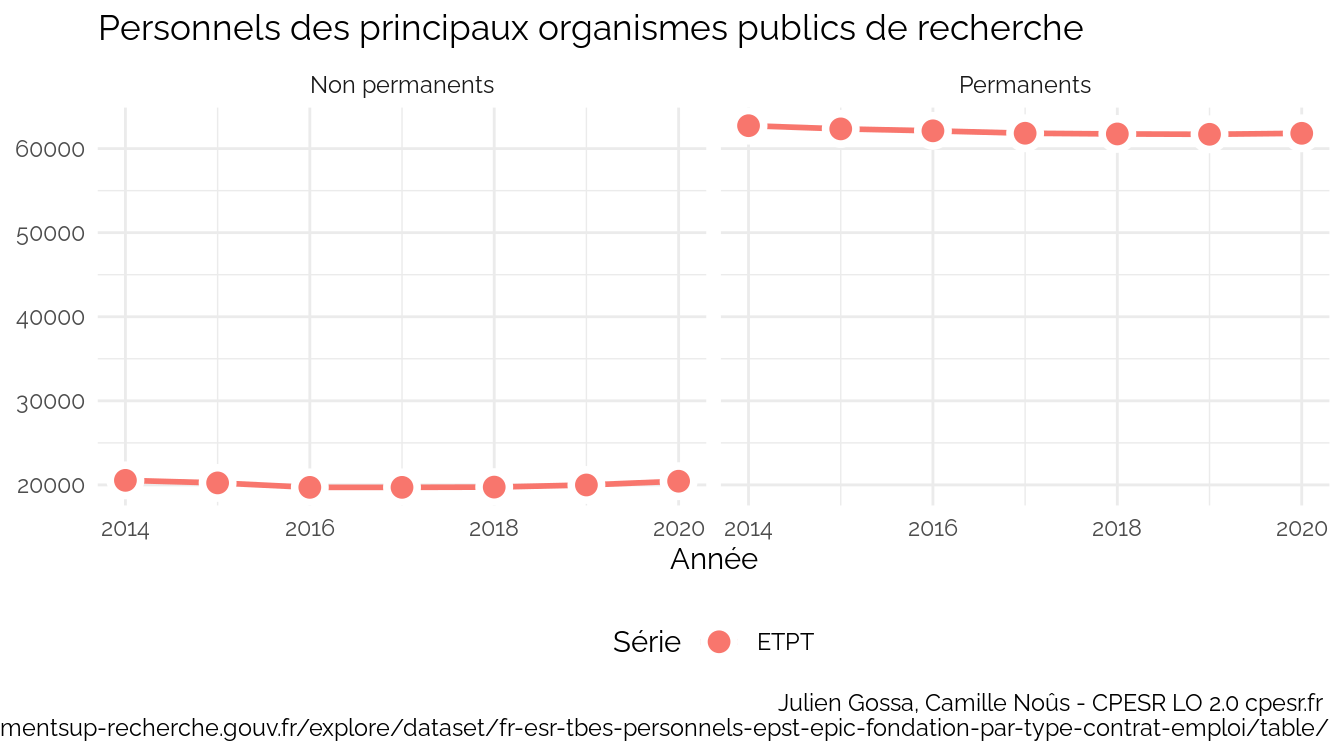 Personnels des principaux organismes publics de recherche
Non permanents
Permanents
60000
50000
40000
30000
20000
2014 2016 2018 2020 2014 2016 2018 2020
Année
Série ETPT
Julien Gossa, Camille Noûs - CPESR LO 2.0 cpesr.fr
mentsup-recherche.gouv.fr/explore/dataset/fr-esr-tbes-personnels-epst-epic-fondation-par-type-contrat-emploi/table/